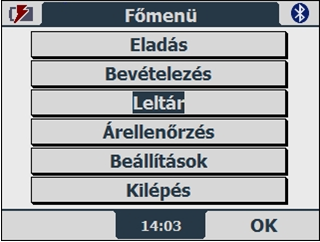 Főmenü
Eladás
Bevételezés
Leltár
Árellenőrzés
Beállítások
Kilépés
14:03 OK